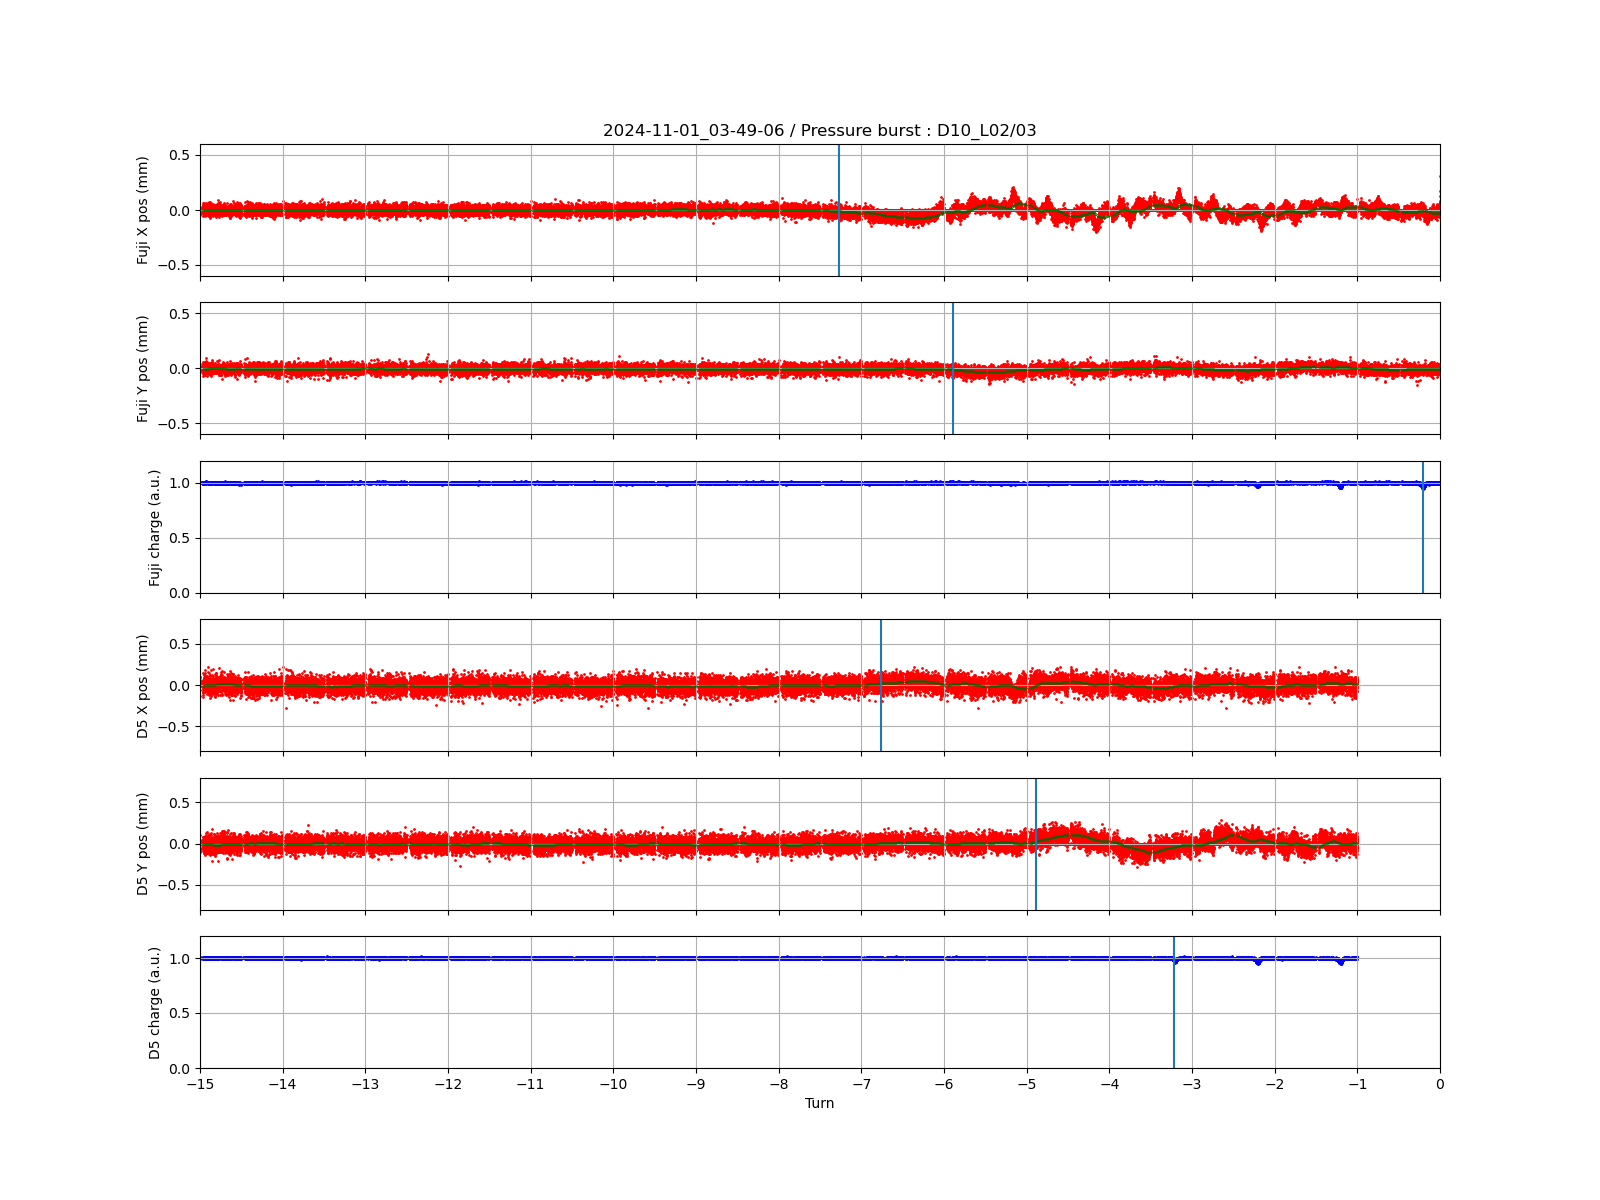 2024-11-01_03-49-06 / Pressure burst : D10_L02/03
Fuji X pos (mm)
0.5
0.0
−0.5
Fuji Y pos (mm)
0.5
0.0
−0.5
Fuji charge (a.u.)
1.0
0.5
0.0
D5 X pos (mm)
0.5
0.0
−0.5
D5 Y pos (mm)
0.5
0.0
−0.5
D5 charge (a.u.)
1.0
0.5
0.0
−15 −14 −13 −12 −11 −10 −9 −8 −7 −6 −5 −4 −3 −2 −1 0
Turn